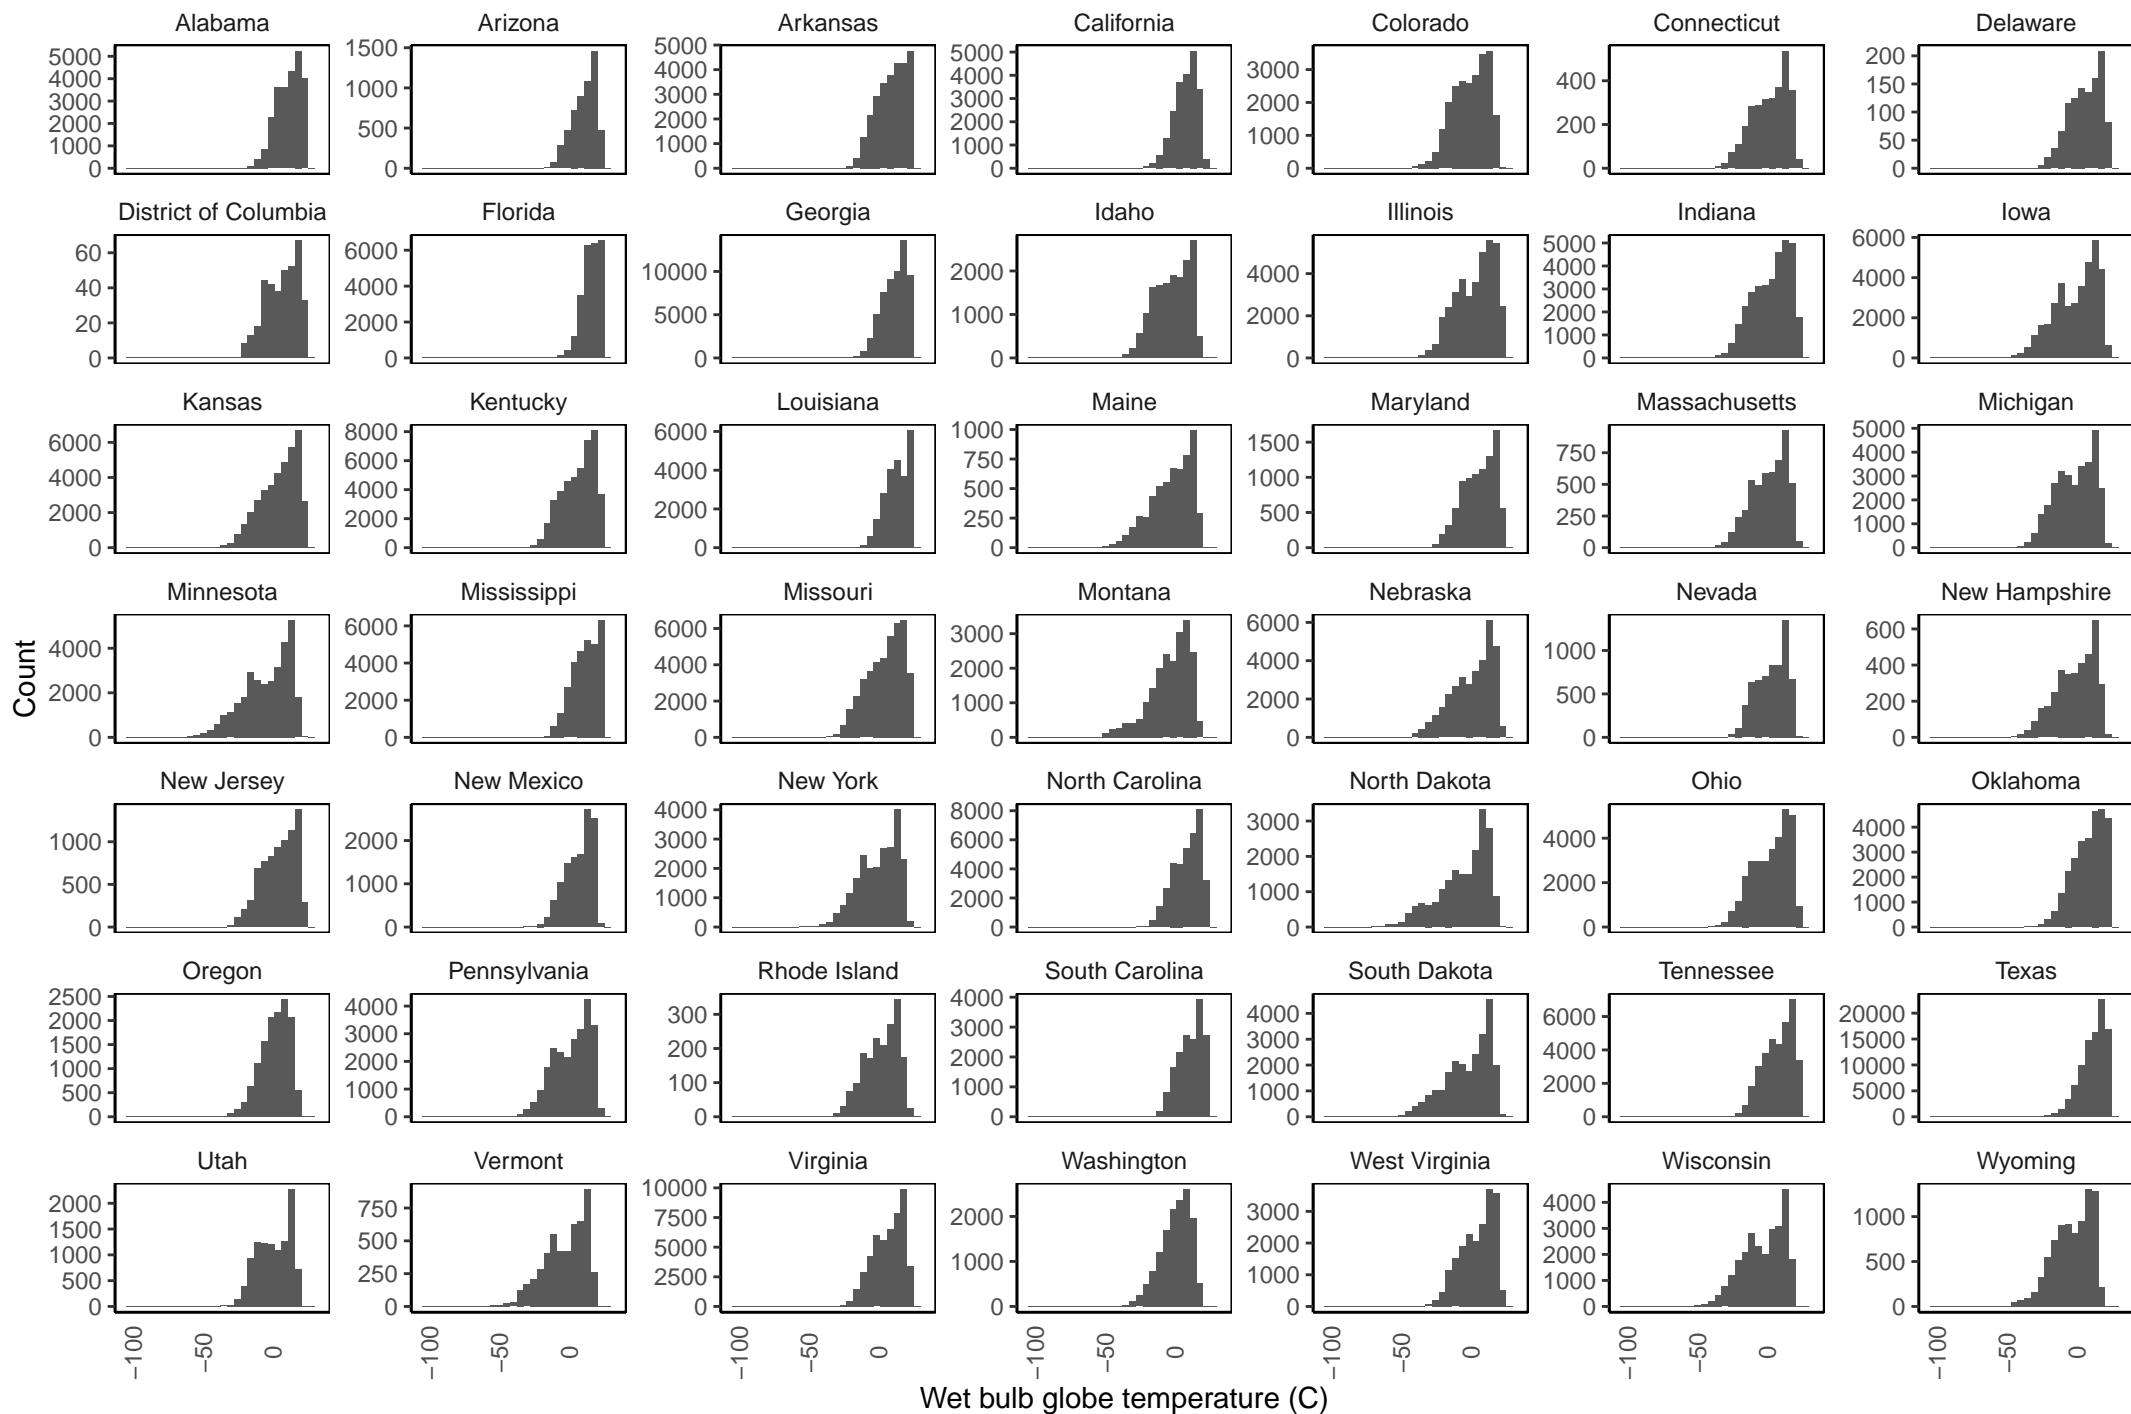 Alabama Arizona Arkansas California Colorado Connecticut Delaware
5000 4000 3000 2000 1000 0
1500 1000 500 0
5000 4000 3000 2000 1000 0
5000 4000 3000 2000 1000 0
3000 2000 1000 0
400 200 0
200 150 100 50 0
District of Columbia Florida Georgia Idaho Illinois Indiana Iowa
60 40 20 0
6000 4000 2000 0
10000 5000 0
2000 1000 0
4000 2000 0
5000 4000 3000 2000 1000 0
6000 4000 2000 0
Kansas Kentucky Louisiana Maine Maryland Massachusetts Michigan
6000 4000 2000 0
8000 6000 4000 2000 0
6000 4000 2000 0
1000 750 500 250 0
1500 1000 500 0
750 500 250 0
5000 4000 3000 2000 1000 0
Minnesota Mississippi Missouri Montana Nebraska Nevada New Hampshire
4000 2000 0
6000 4000 2000 0
6000 4000 2000 0
3000 2000 1000 0
6000 4000 2000 0
1000 500 0
600 400 200 0
Count
New Jersey New Mexico New York North Carolina North Dakota Ohio Oklahoma
1000 500 0
2000 1000 0
4000 3000 2000 1000 0
8000 6000 4000 2000 0
3000 2000 1000 0
4000 2000 0
4000 3000 2000 1000 0
Oregon Pennsylvania Rhode Island South Carolina South Dakota Tennessee Texas
2500 2000 1500 1000 500 0
4000 3000 2000 1000 0
300 200 100 0
4000 3000 2000 1000 0
4000 3000 2000 1000 0
6000 4000 2000 0
20000 15000 10000 5000 0
Utah Vermont Virginia Washington West Virginia Wisconsin Wyoming
2000 1500 1000 500 0
750 500 250 0
10000 7500 5000 2500 0
2000 1000 0
3000 2000 1000 0
4000 3000 2000 1000 0
1000 500 0
−100 −50 0 −100 −50 0 −100 −50 0 −100 −50 0 −100 −50 0 −100 −50 0 −100 −50 0
Wet bulb globe temperature (C)